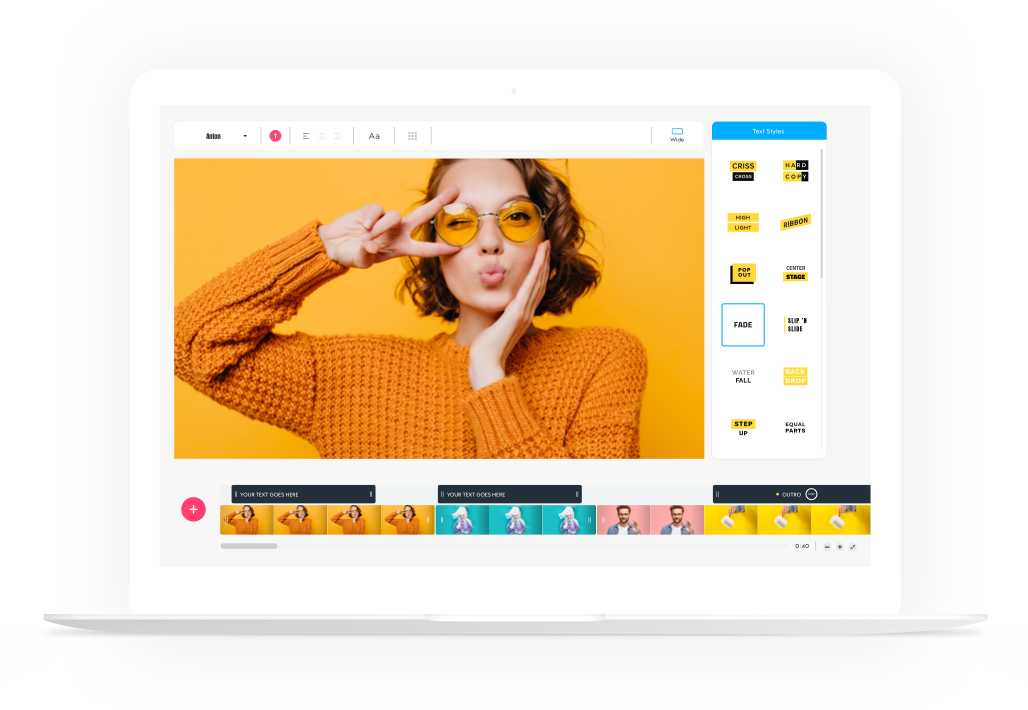 Anton
T
Aa
Wide
Text Styles
CRISS
CROSS
HARD
COPY
HIGH
LIGHT
RIBBON
POP
OUT
CENTER
STAGE
FADE
SLIP 'N
SLIDE
WATER
FALL
BACK
DROP
STEP
UP
EQUAL
PARTS
YOUR TEXT GOES HERE
YOUR TEXT GOES HERE
OUTRO
0:40